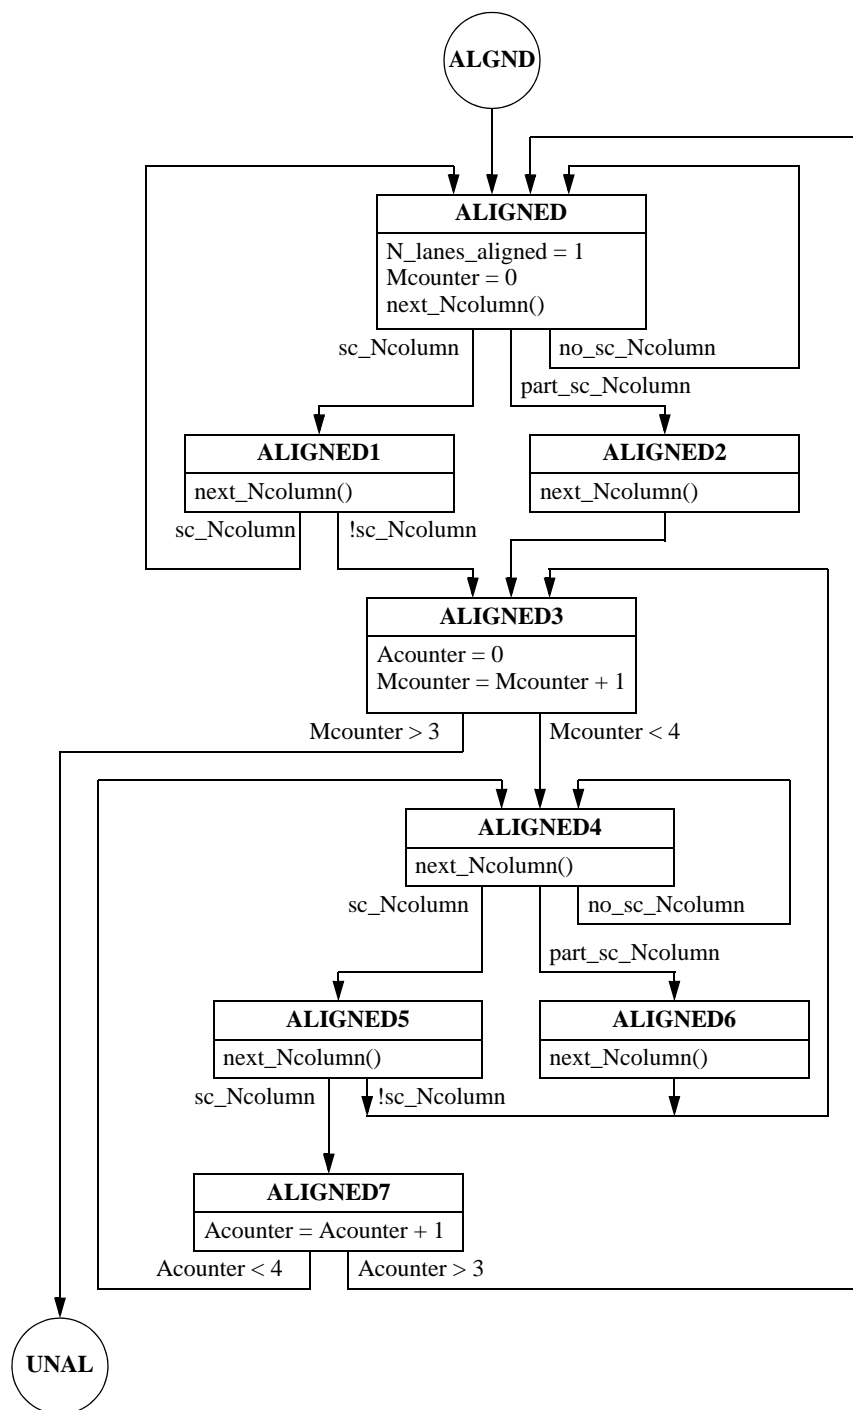 ALGND
ALIGNED
N_lanes_aligned = 1
Mcounter = 0
next_Ncolumn()
sc_Ncolumn
no_sc_Ncolumn
part_sc_Ncolumn
ALIGNED1
next_Ncolumn()
ALIGNED2
next_Ncolumn()
sc_Ncolumn
!sc_Ncolumn
ALIGNED3
Acounter = 0
Mcounter = Mcounter + 1
Mcounter > 3
Mcounter < 4
ALIGNED4
next_Ncolumn()
sc_Ncolumn
no_sc_Ncolumn
part_sc_Ncolumn
ALIGNED5
next_Ncolumn()
ALIGNED6
next_Ncolumn()
sc_Ncolumn
!sc_Ncolumn
ALIGNED7
Acounter = Acounter + 1
Acounter < 4
Acounter > 3
UNAL